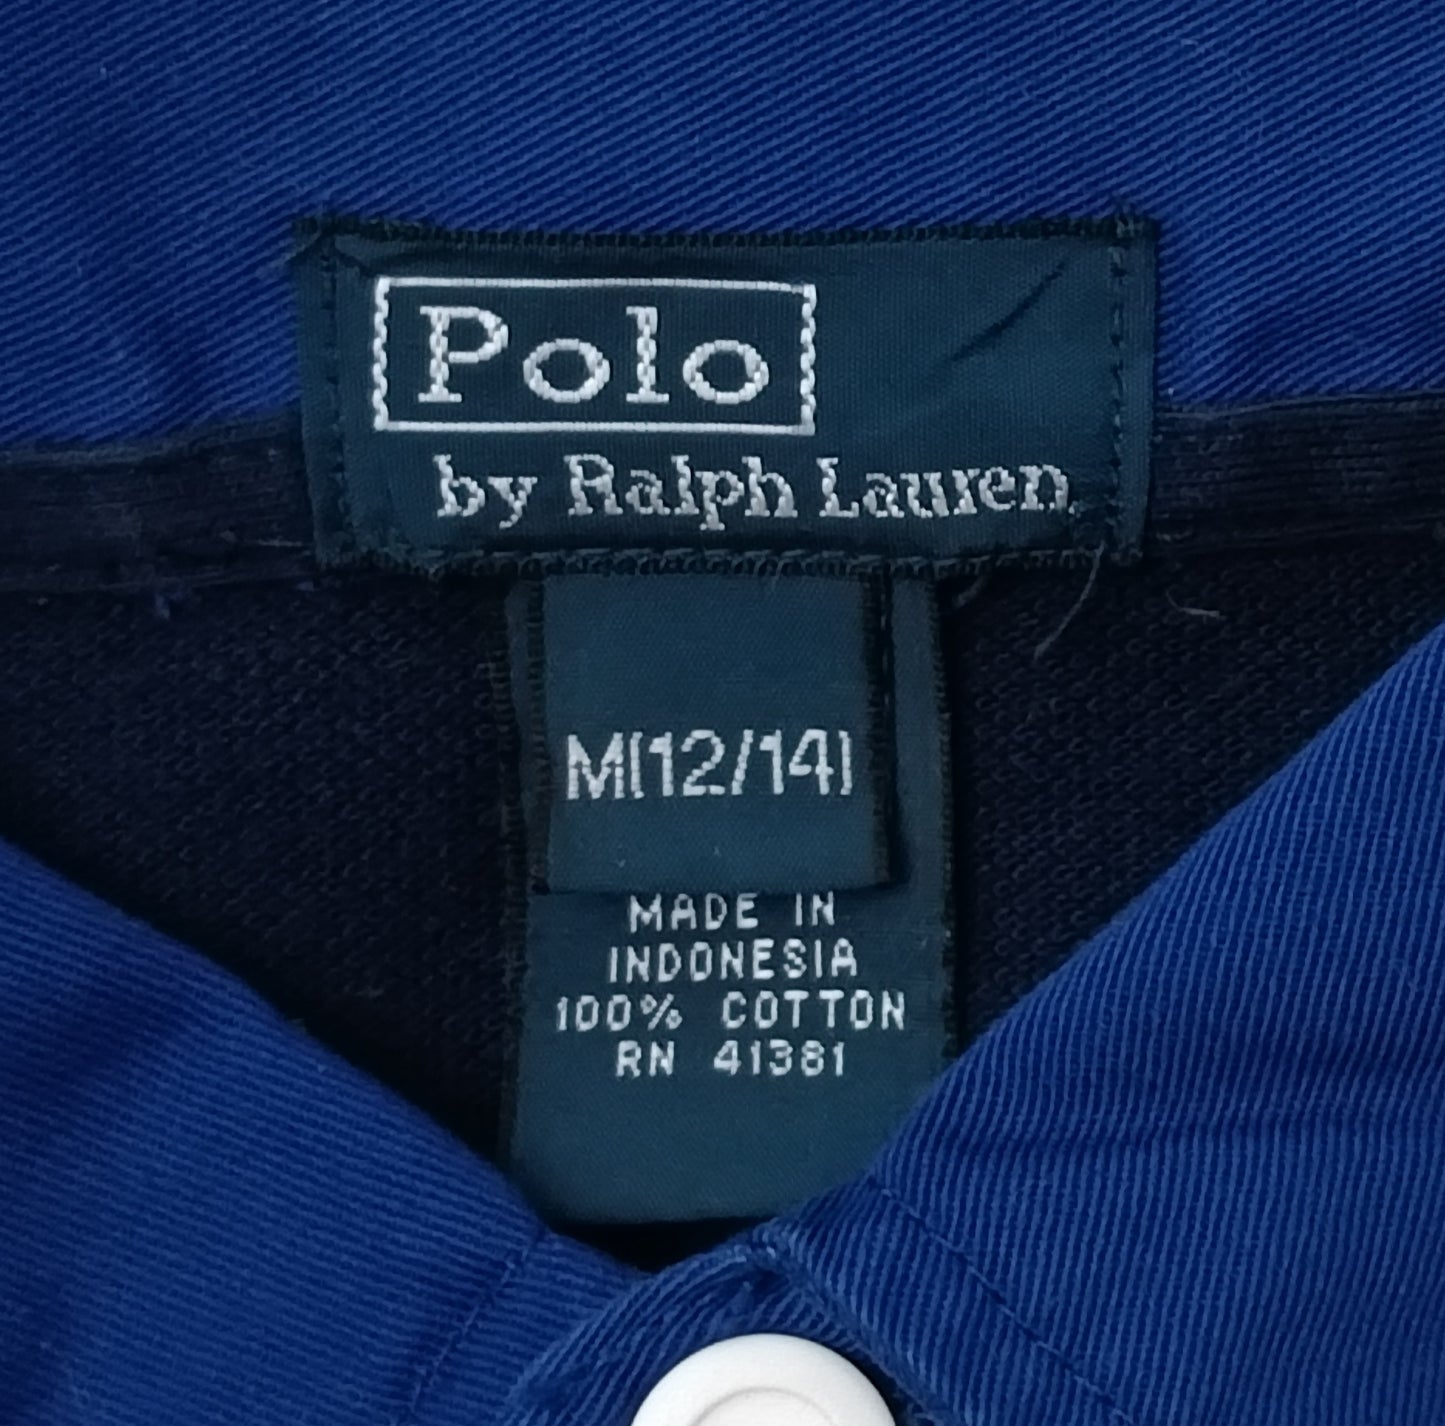 Polo
by Ralph Lauren
M(12/14)
MADE IN
INDONESIA
100% COTTON
RN 41381